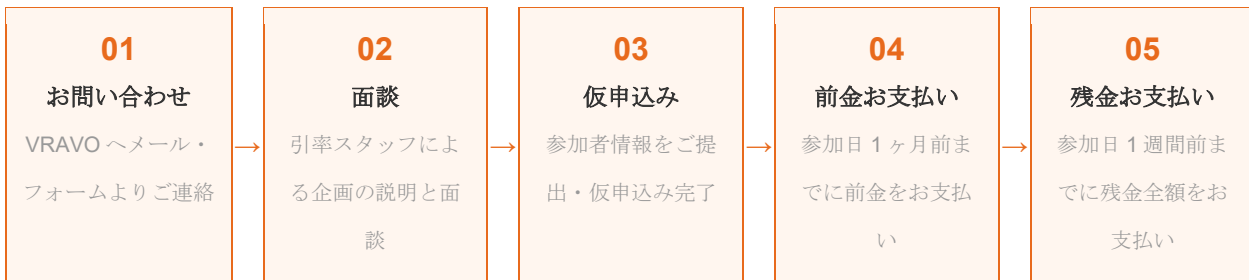 01
お問い合わせ
VRAVO へメール・
フォームよりご連絡
→
02
面談
引率スタッフによ
る企画の説明と面
談
→
03
仮申込み
参加者情報をご提
出・仮申込み完了
→
04
前金お支払い
参加日 1 ヶ月前ま
でに前金をお支払
い
→
05
残金お支払い
参加日 1 週間前ま
でに残金全額をお
支払い